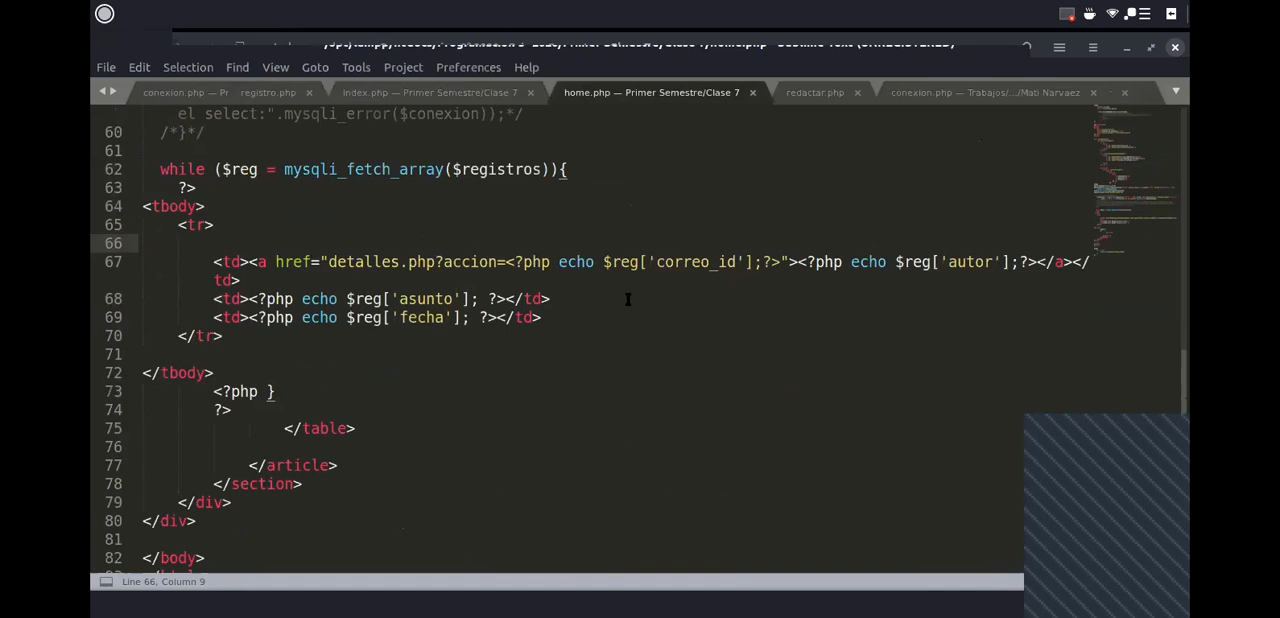 File Edit Selection Find View Goto Tools Project Preferences Help
conexion.php — Pr registro.php × index.php — Primer Semestre/Clase 7 × home.php — Primer Semestre/Clase 7 × redactar.php × conexion.php — Trabajos/.../Mati Narvaez × ×
el select:".mysqli_error($conexion));*/
60 /*}*/
61
62 while ($reg = mysqli_fetch_array($registros)){
63 ?>
64 <tbody>
65 <tr>
66
67 <td><a href="detalles.php?accion=<?php echo $reg['correo_id'];?>"><?php echo $reg['autor'];?></a></
td>
68 <td><?php echo $reg['asunto']; ?></td>
69 <td><?php echo $reg['fecha']; ?></td>
70 </tr>
71
72 </tbody>
73 <?php }
74 ?>
75 </table>
76
77 </article>
78 </section>
79 </div>
80 </div>
81
82 </body>
Line 66, Column 9